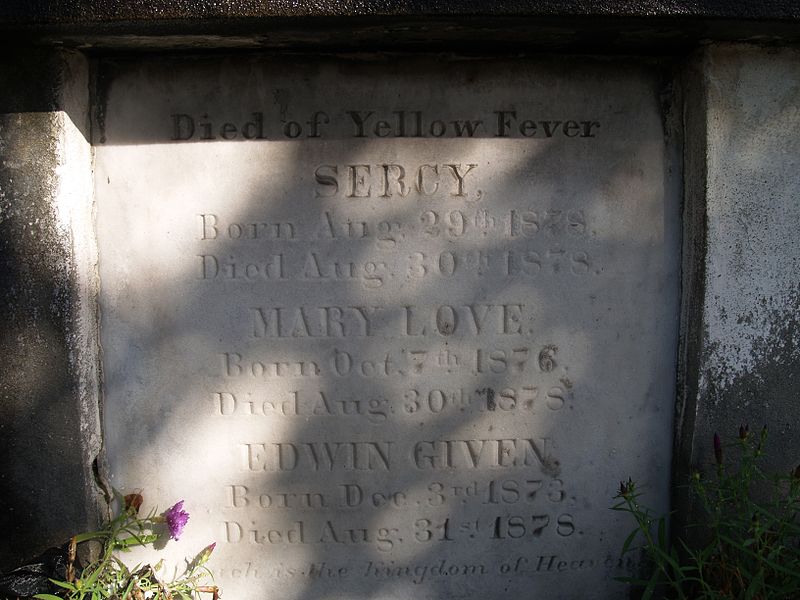 Died of Yellow Fever
SERCY,
Born Aug. 29th 1878.
Died Aug. 30th 1878.
MARY LOVE.
Born Oct. 7th 1876.
Died Aug. 30th 1878.
EDWIN GIVEN.
Born Dec. 3rd 1873.
Died Aug. 31st 1878.
is the kingdom of Heaven